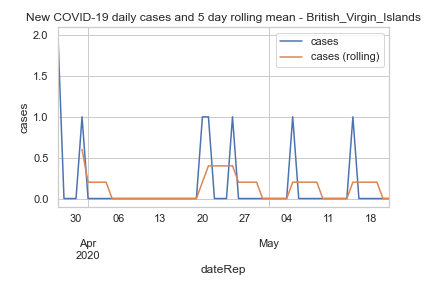 New COVID-19 daily cases and 5 day rolling mean - British_Virgin_Islands
cases
cases (rolling)
2.0
1.5
1.0
0.5
0.0
cases
30 06 13 20 27 04 11 18
Apr May
2020
dateRep